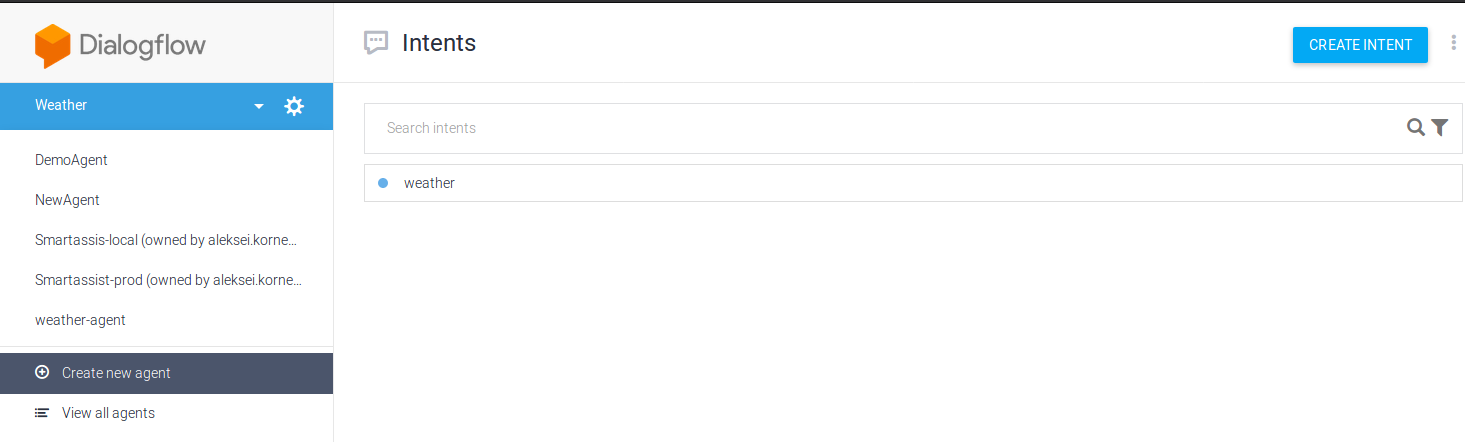 Dialogflow
Intents
CREATE INTENT
Weather
Search intents
DemoAgent
weather
NewAgent
Smartassis-local (owned by aleksei.korne...
Smartassist-prod (owned by aleksei.korne...
weather-agent
Create new agent
View all agents